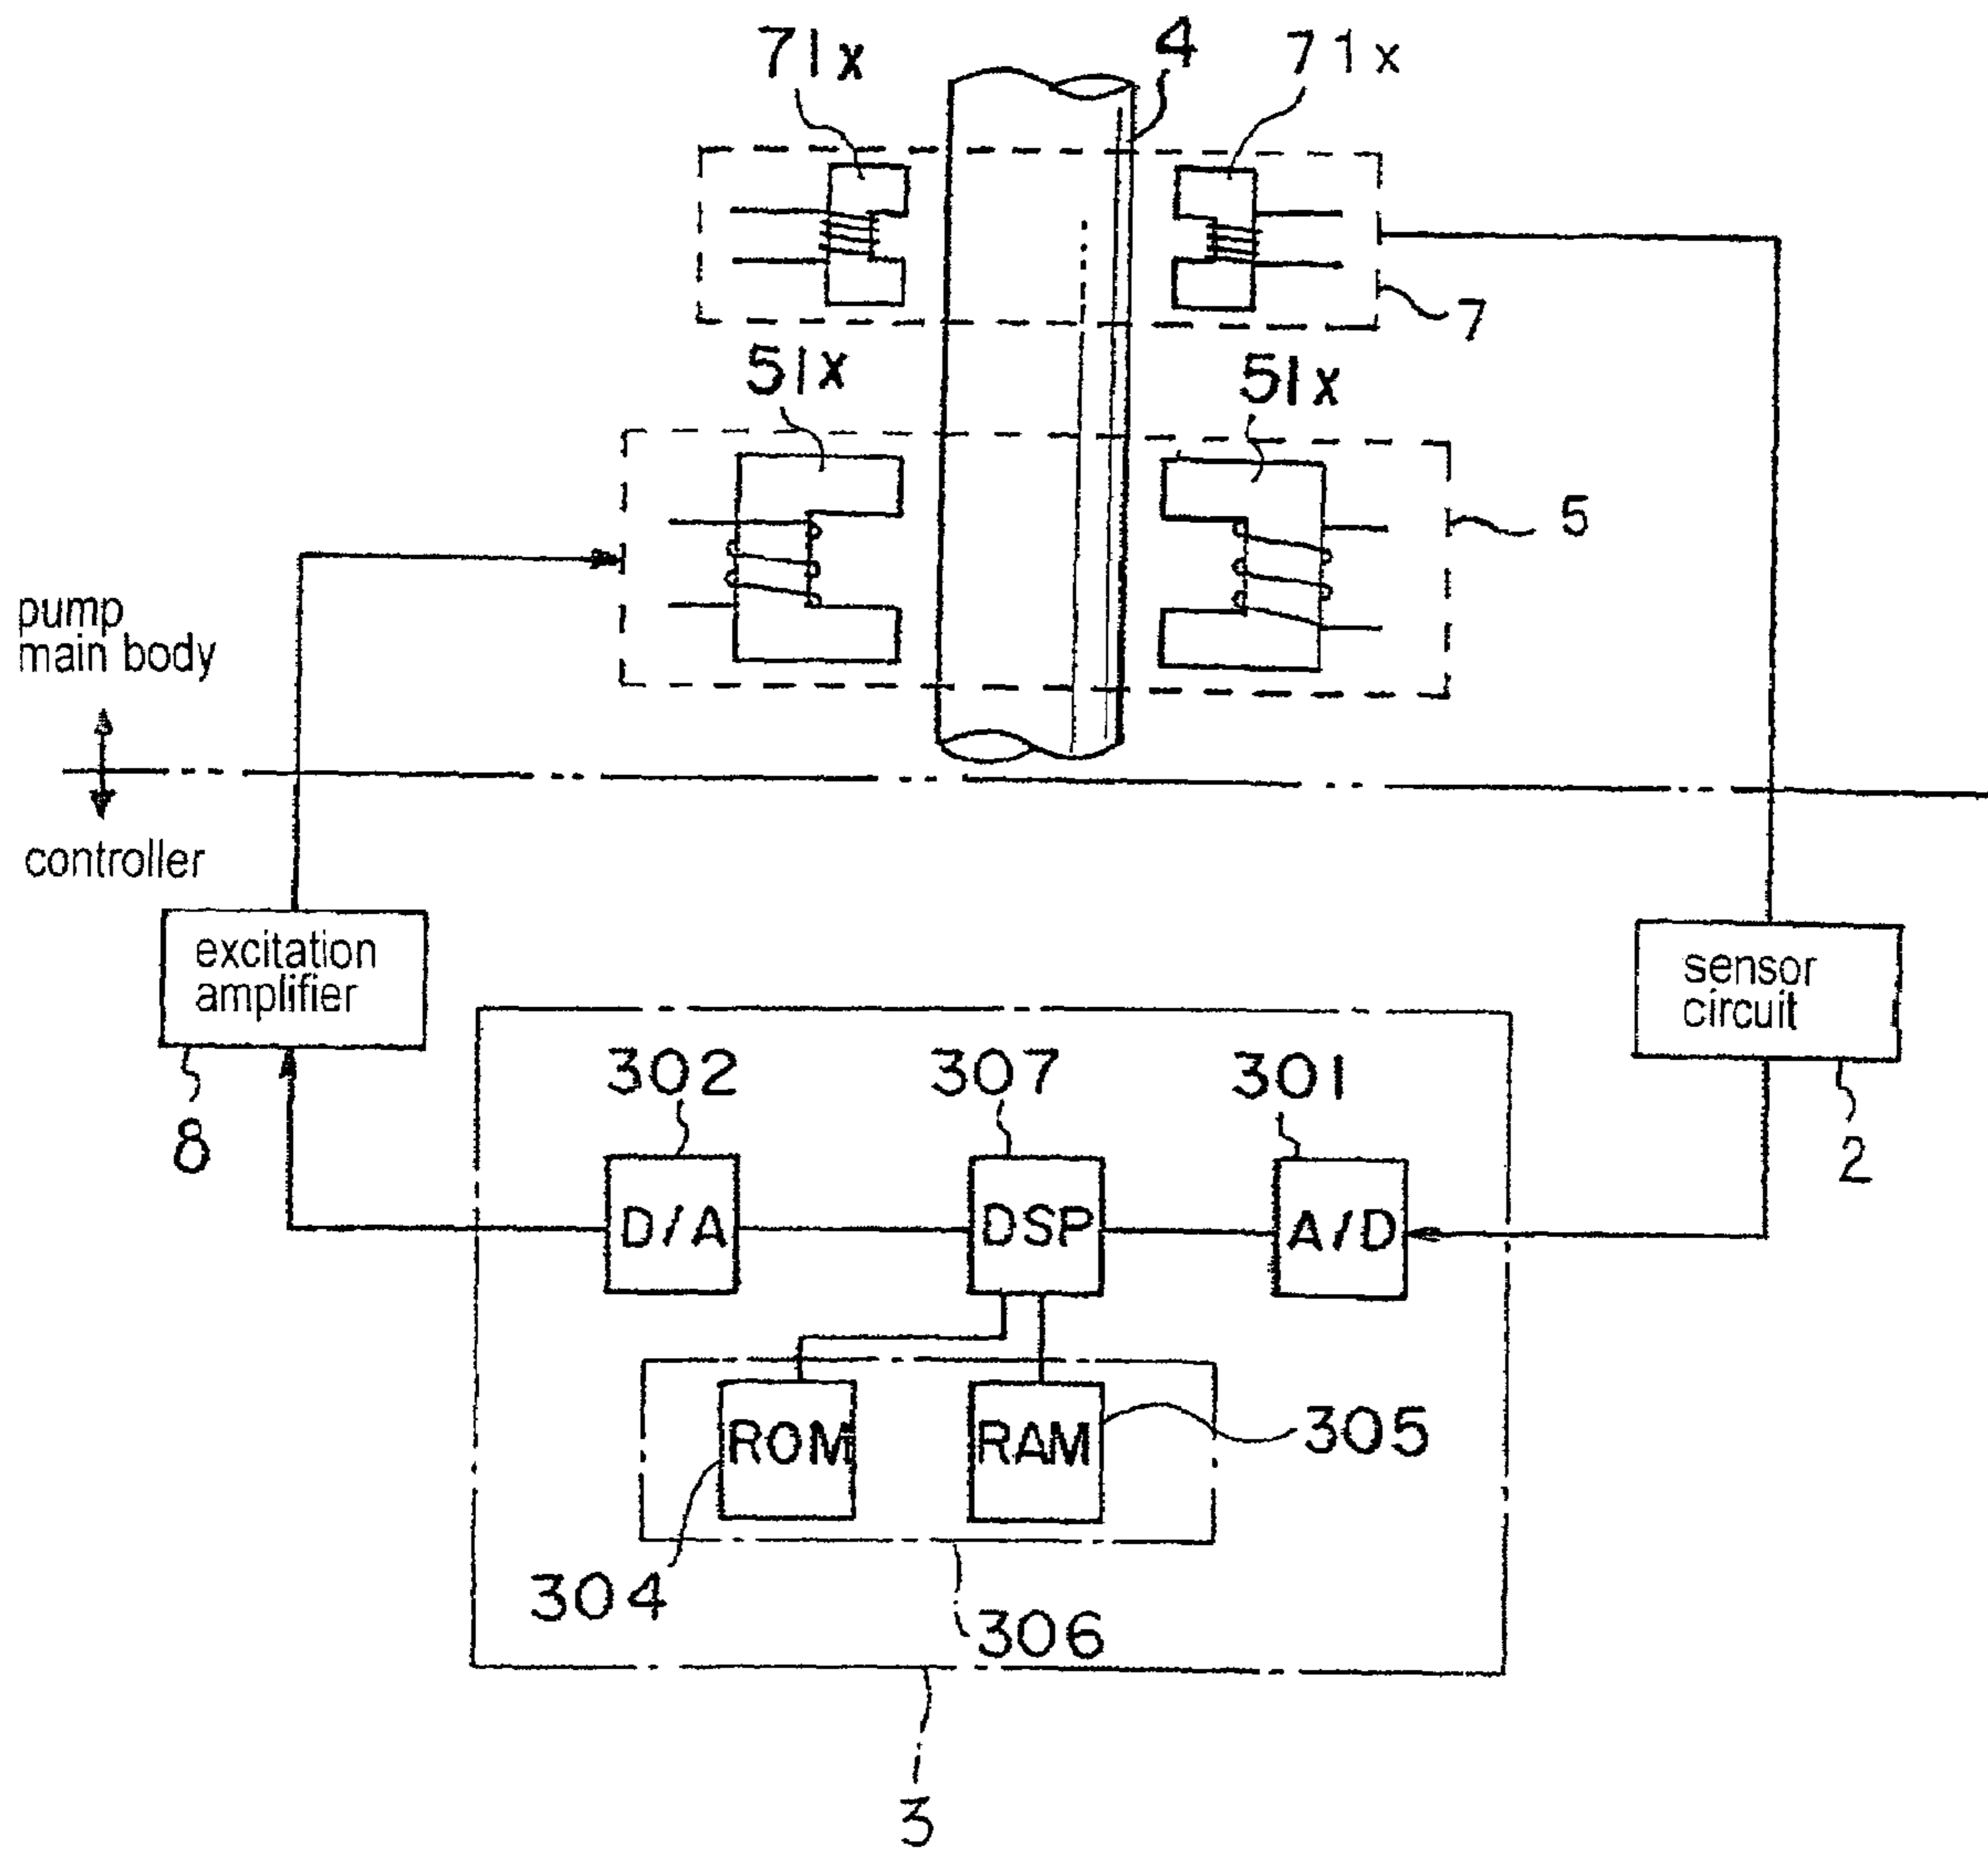 71x
4
71x
7
51x
51x
5
pump
main body
controller
excitation
amplifier
sensor
circuit
8
2
302
307
301
D/A
DSP
A/D
ROM
RAM
305
304
306
3